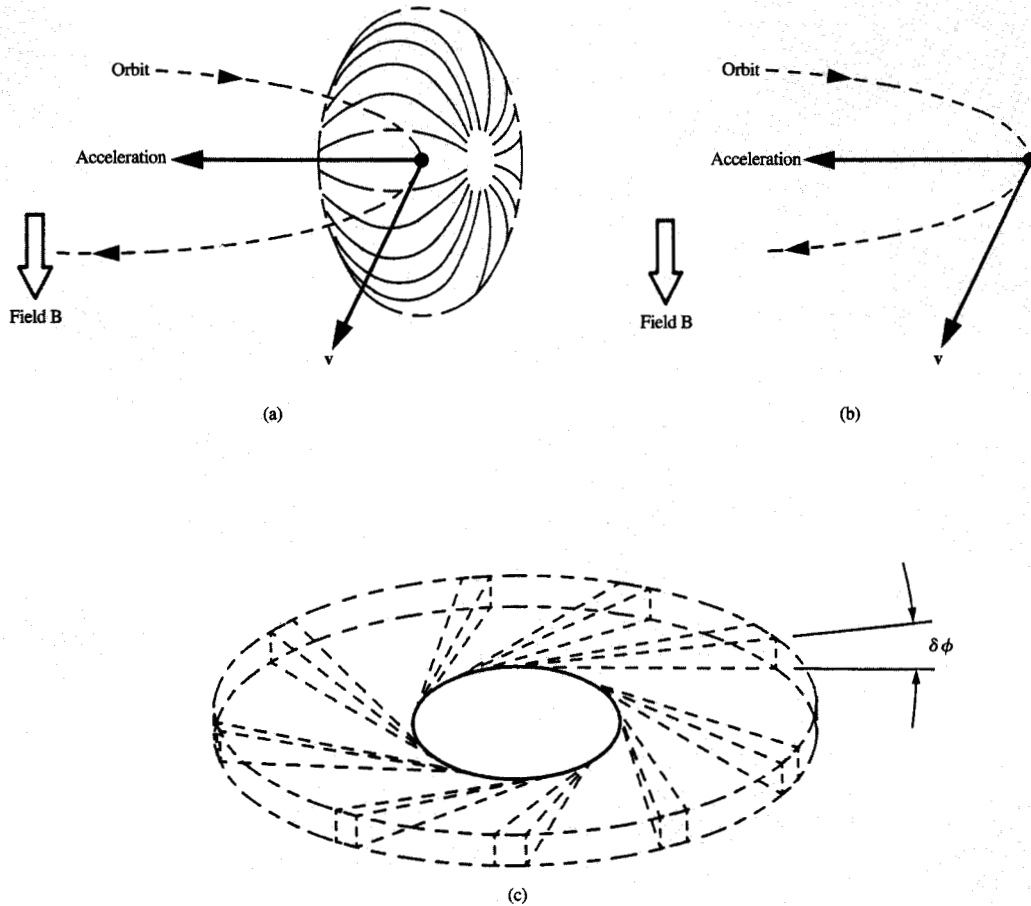 Orbit
Acceleration
Field B
v
(a)
Orbit
Acceleration
Field B
v
(b)
δϕ
(c)